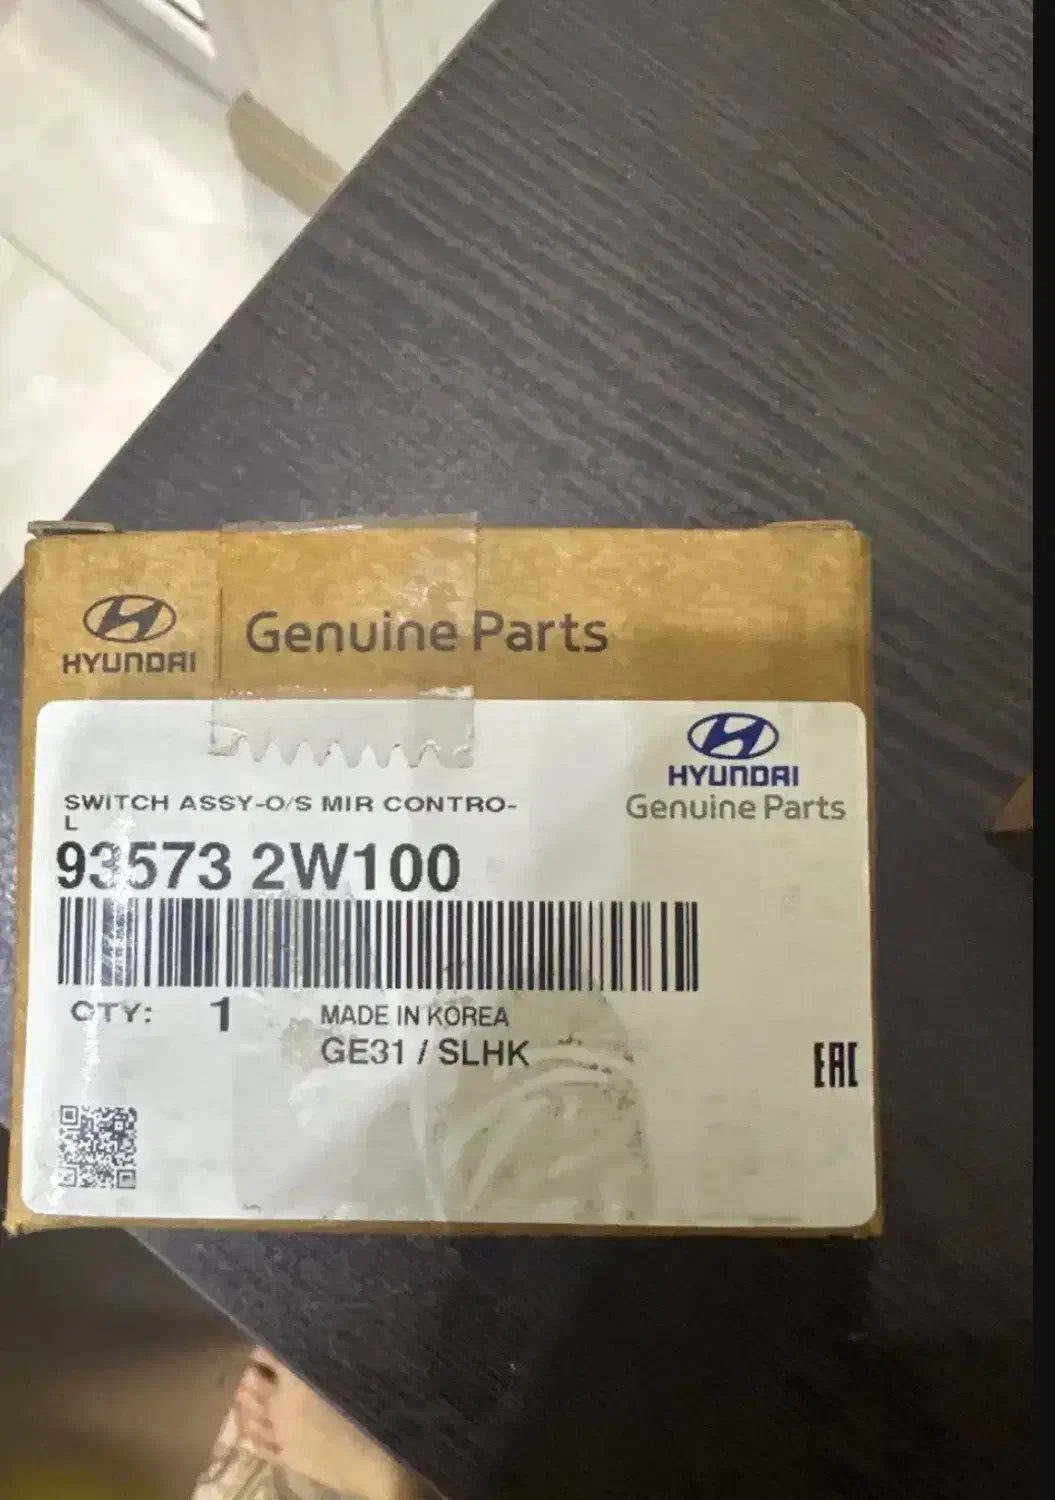 HYUNDAI
Genuine Parts
HYUNDAI
Genuine Parts
SWITCH ASSY-O/S MIR CONTRO-
L
93573 2W100
QTY: 1
MADE IN KOREA
GE31 / SLHK
EAC